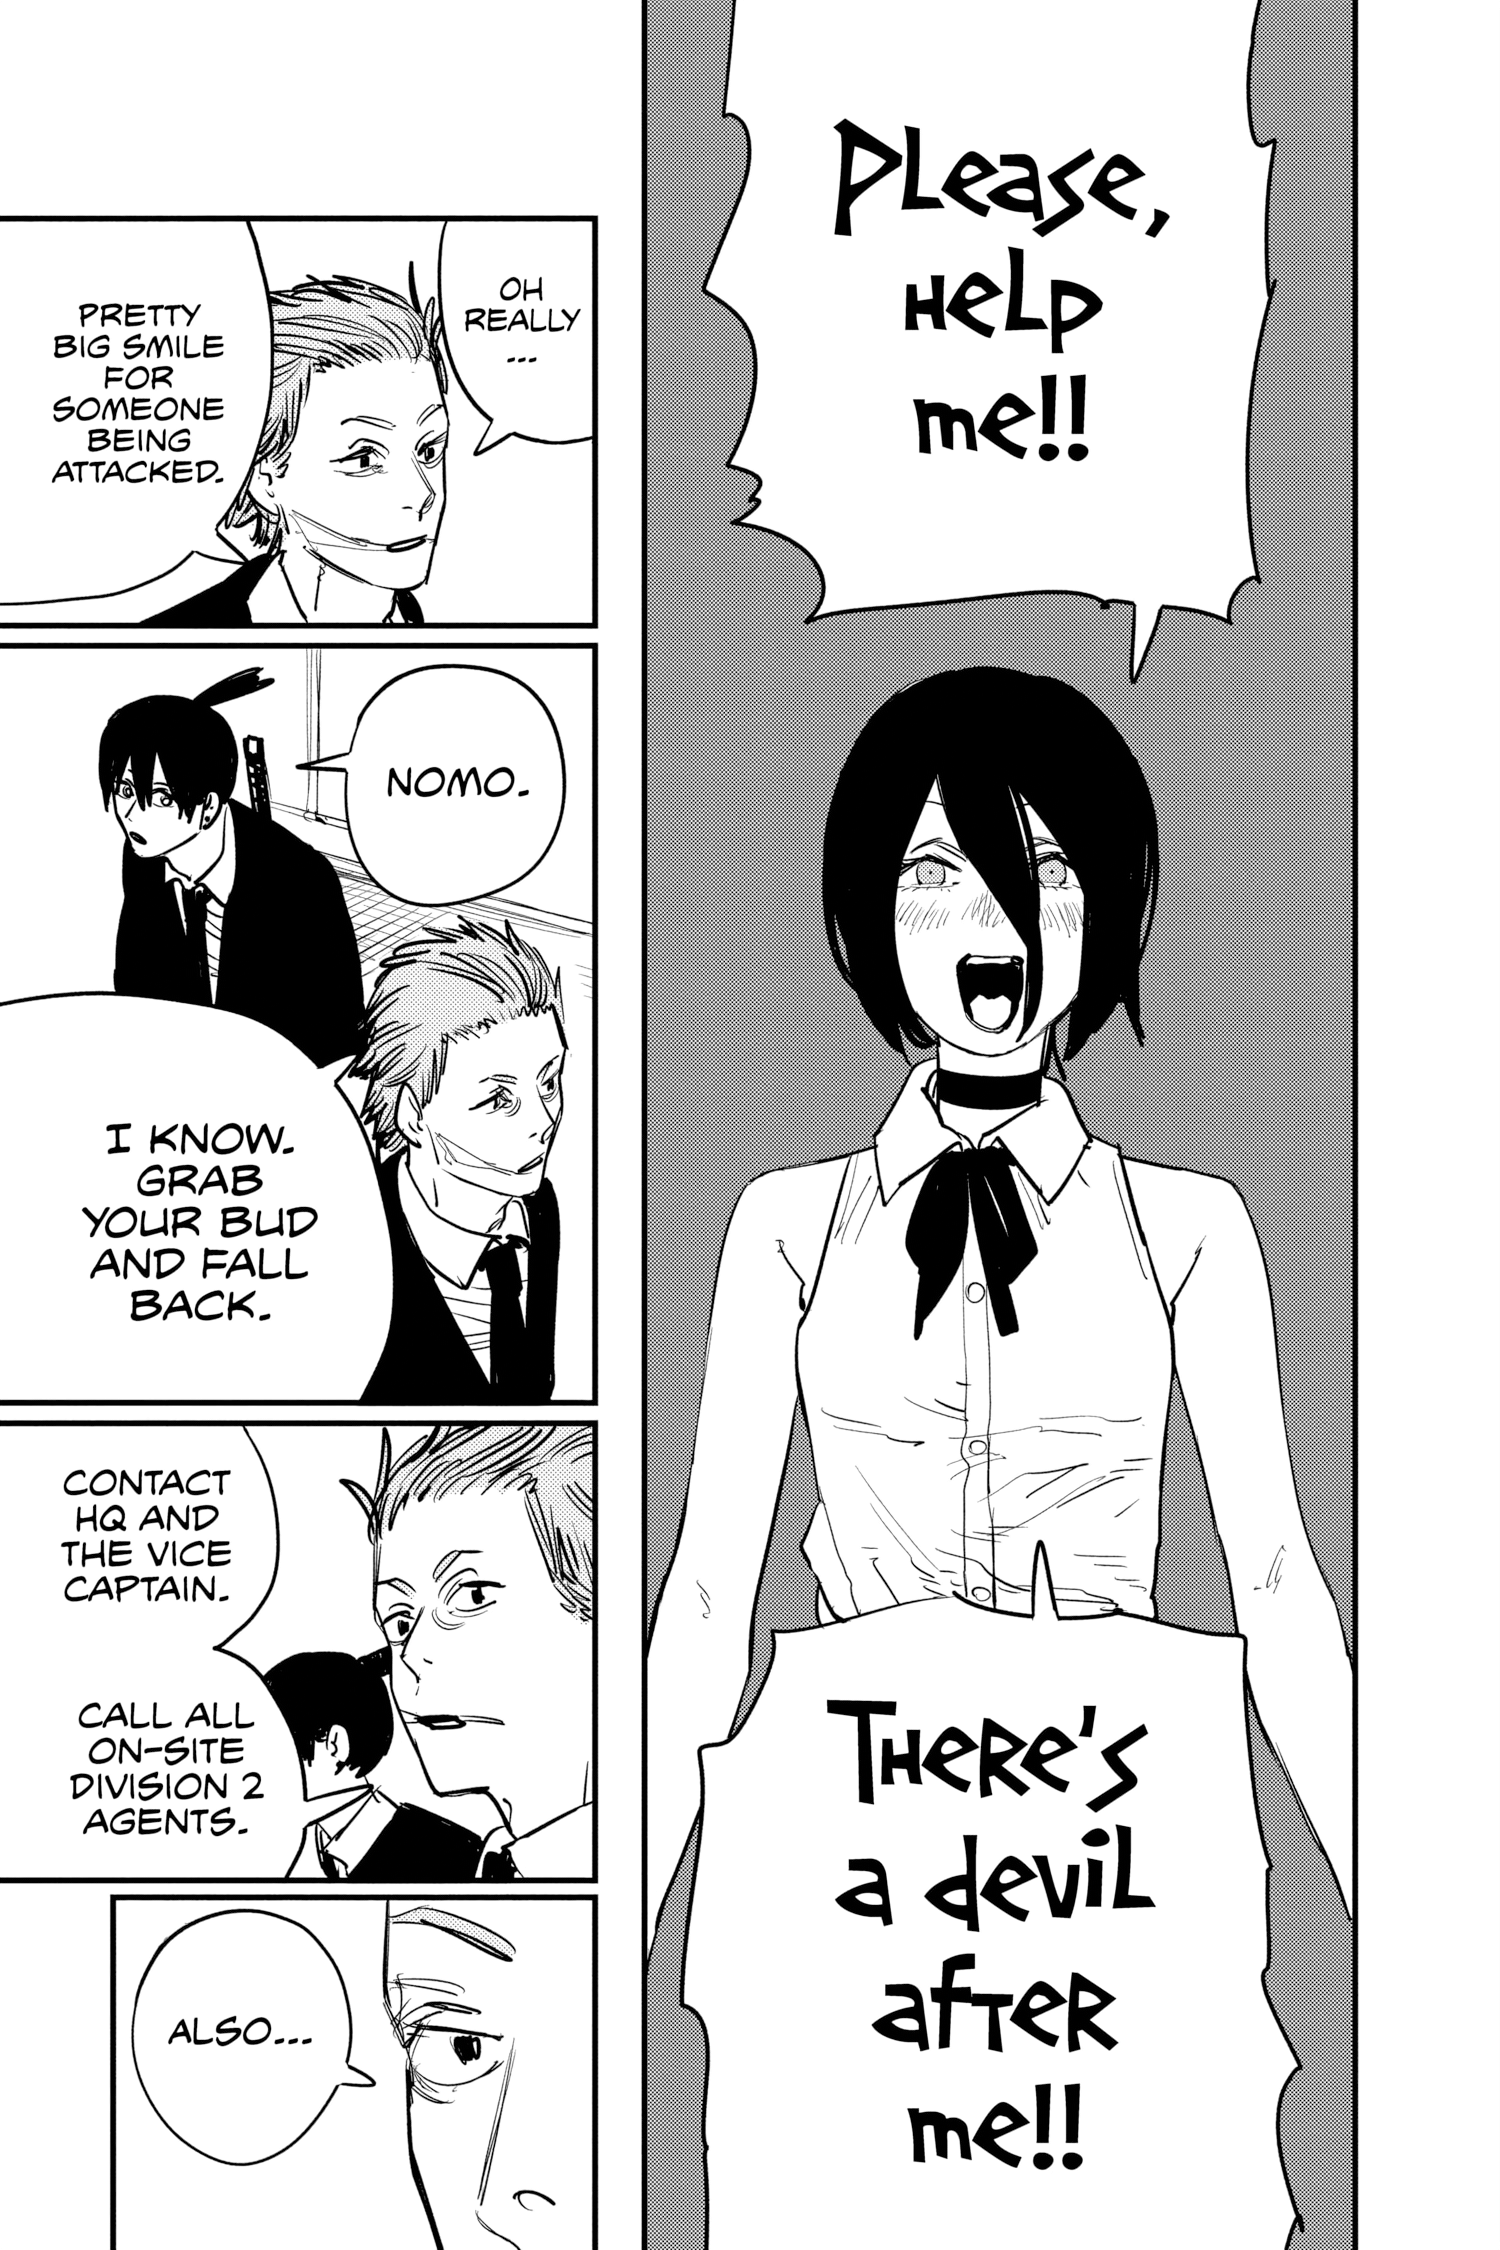 Please,
help
me!!
There's
a devil
after
me!!
OH
REALLY
...
PRETTY
BIG SMILE
FOR
SOMEONE
BEING
ATTACKED.
NOMO.
I KNOW.
GRAB
YOUR BUD
AND FALL
BACK.
CONTACT
HQ AND
THE VICE
CAPTAIN.
CALL ALL
ON-SITE
DIVISION 2
AGENTS.
ALSO...